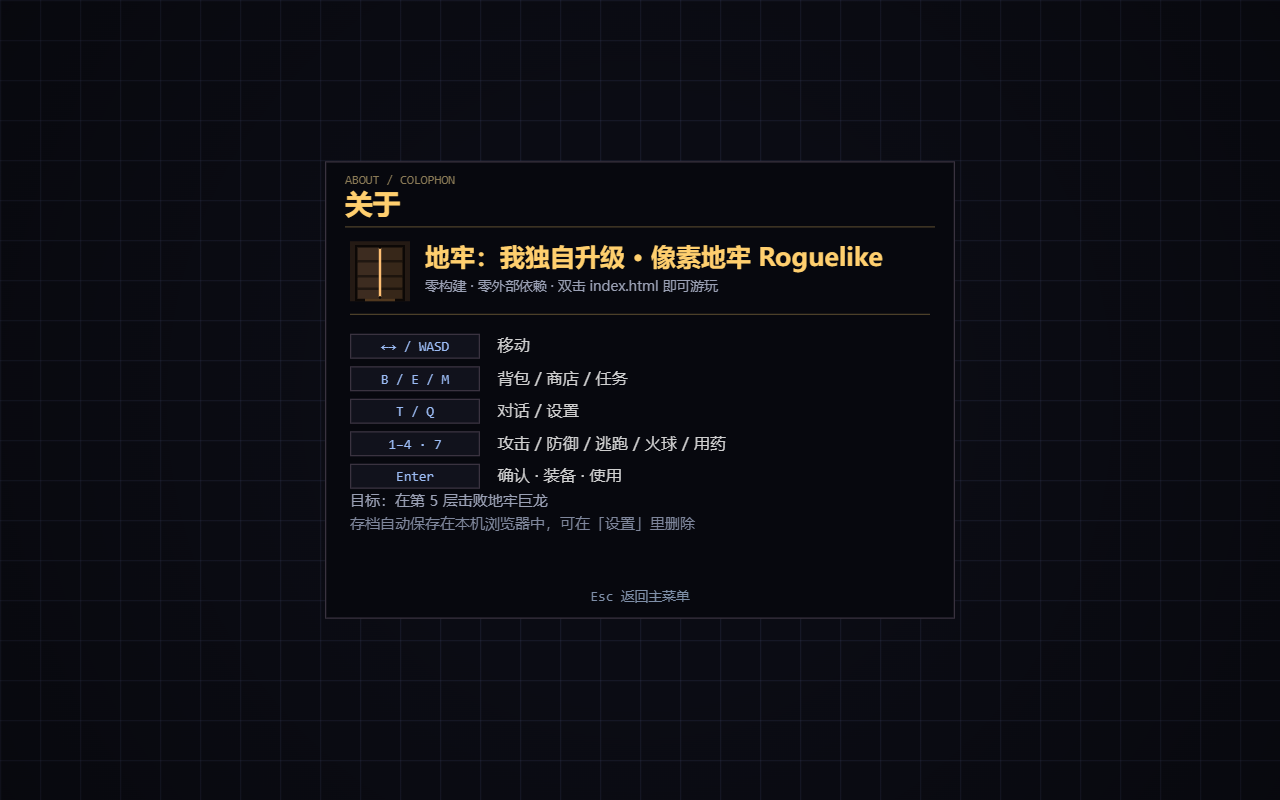 ABOUT / COLOPHON
关于
地牢：我独自升级 · 像素地牢 Roguelike
零构建 · 零外部依赖 · 双击 index.html 即可游玩
↔ / WASD 移动
B / E / M 背包 / 商店 / 任务
T / Q 对话 / 设置
1–4 · 7 攻击 / 防御 / 逃跑 / 火球 / 用药
Enter 确认 · 装备 · 使用
目标：在第 5 层击败地牢巨龙
存档自动保存在本机浏览器中，可在「设置」里删除
Esc 返回主菜单